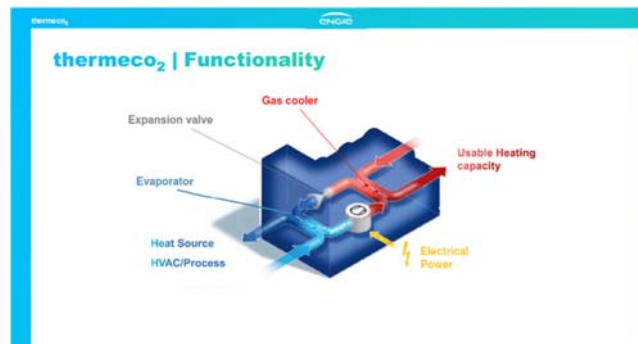 thermeco₂
ENGIE
thermeco₂ | Functionality
Gas cooler
Expansion valve
Usable Heating
capacity
Evaporator
Heat Source
HVAC/Process
Electrical
Power